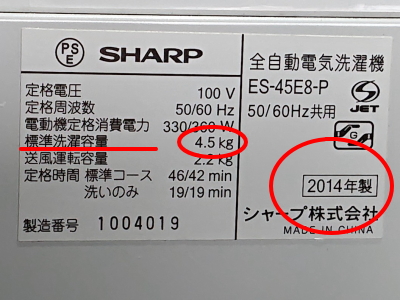 PS
E
SHARP
定格電圧 100 V
定格周波数 50/60 Hz
電動機定格消費電力 330/360 W
標準洗濯容量 4.5 kg
送風運転容量 2.2 kg
定格時間 標準コース 46/42 min
洗いのみ 19/19 min
製造番号 1004019
全自動電気洗濯機
ES-45E8-P
50/60Hz共用
JET
G
2014年製
シャープ株式会社
MADE IN CHINA